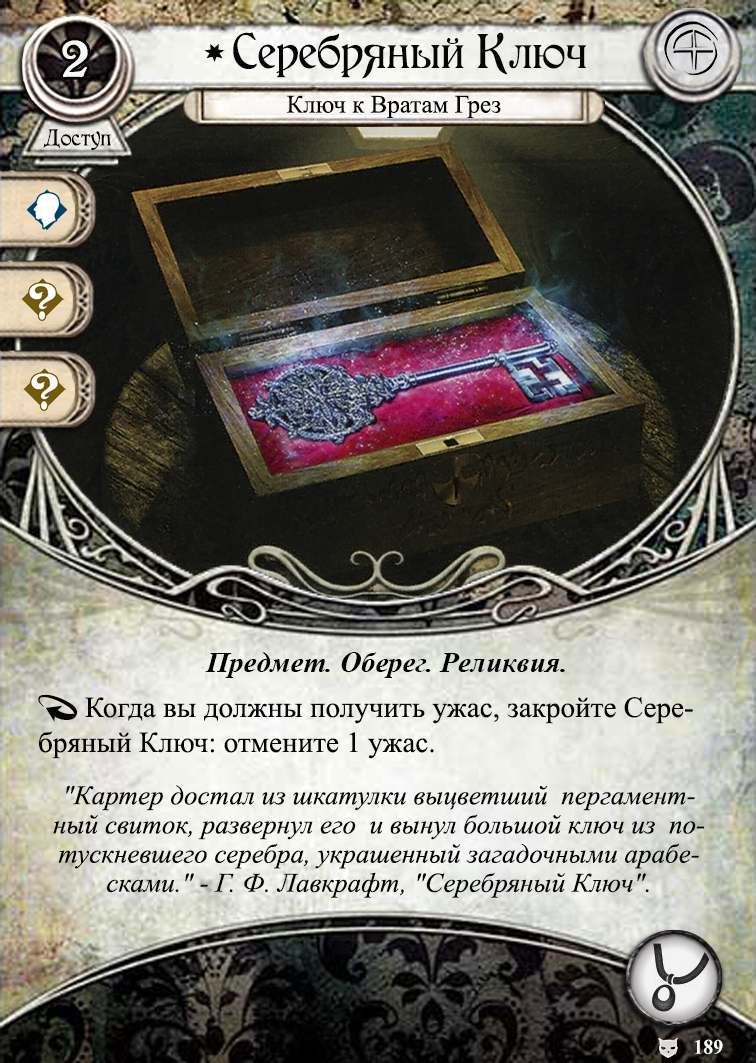 2
Серебряный Ключ
Ключ к Вратам Грез
Доступ
?
?
Предмет. Оберег. Реликвия.
Когда вы должны получить ужас, закройте Сере-
бряный Ключ: отмените 1 ужас.
"Картер достал из шкатулки выцветший пергамент-
ный свиток, развернул его и вынул большой ключ из по-
тускневшего серебра, украшенный загадочными арабе-
сками." - Г. Ф. Лавкрафт, "Серебряный Ключ".
189